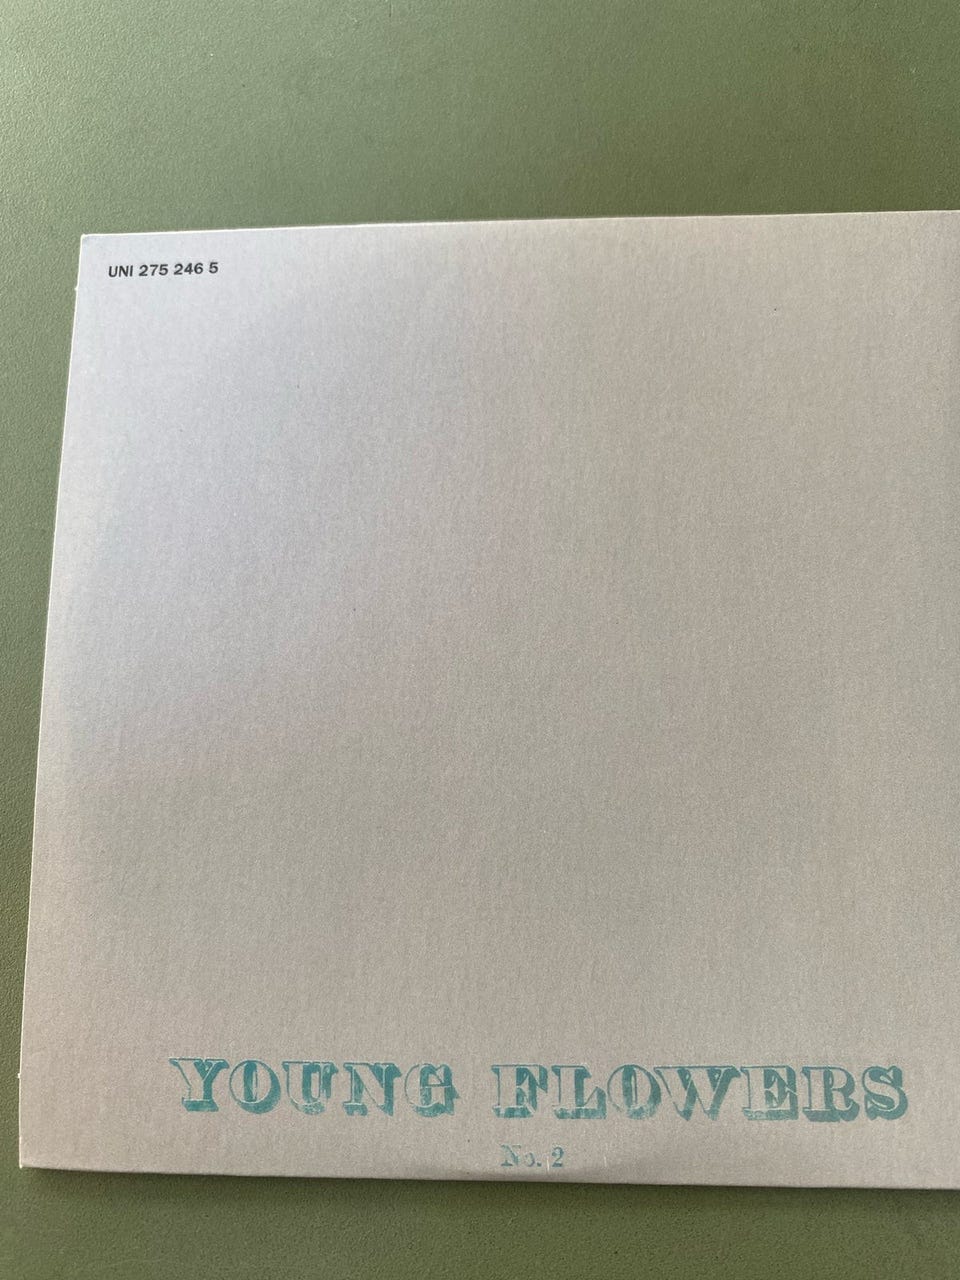 UNI 275 246 5
YOUNG FLOWERS
No. 2